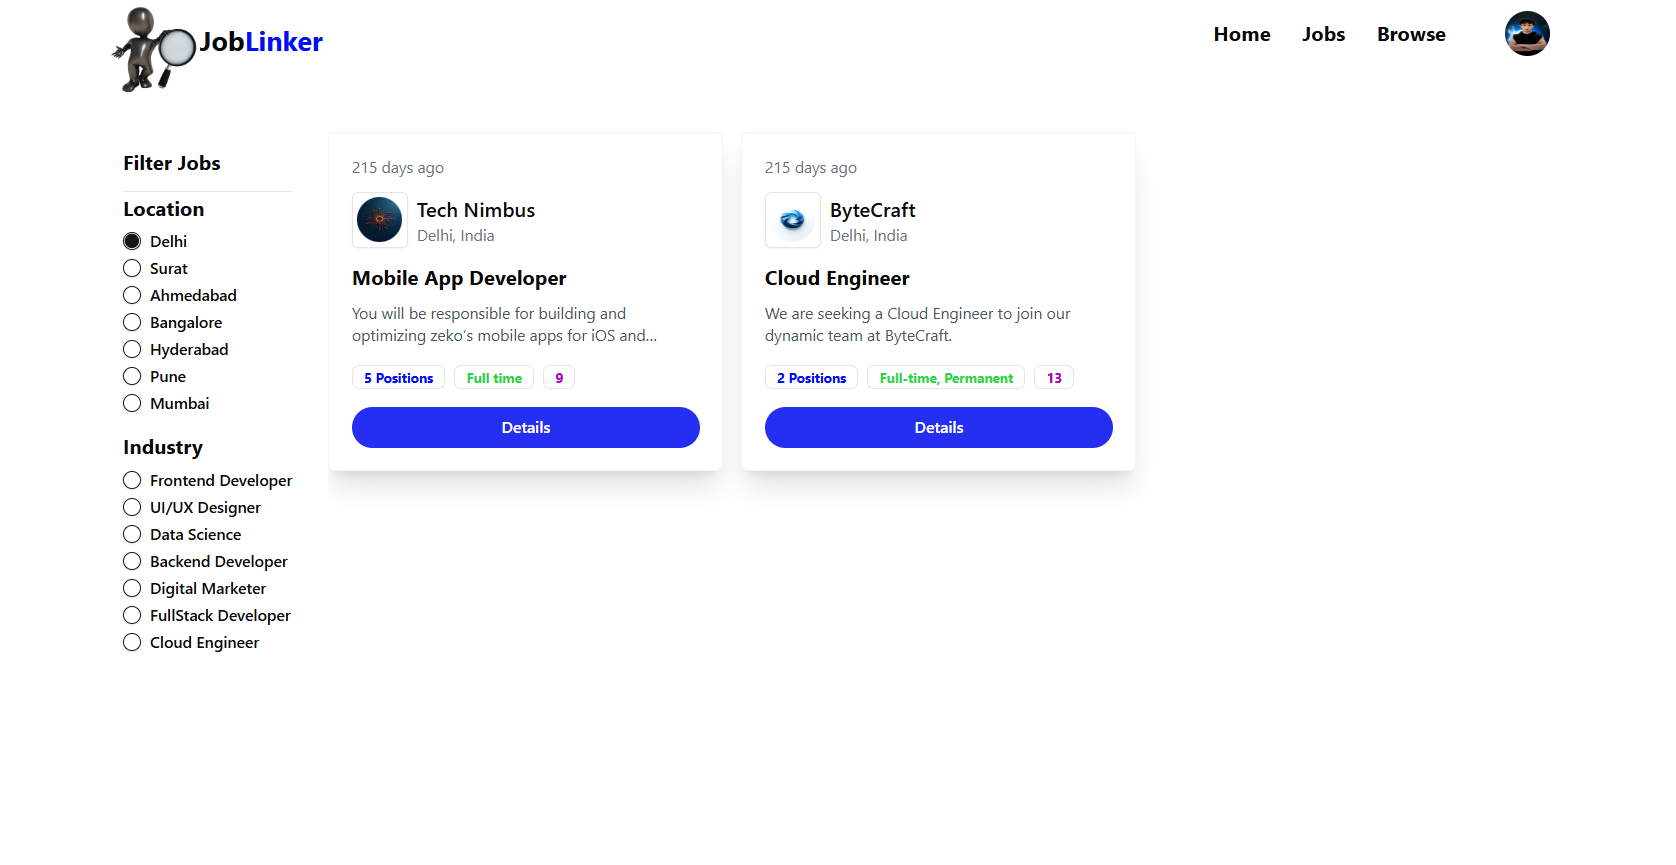 JobLinker
Home Jobs Browse
Filter Jobs
Location
Delhi
Surat
Ahmedabad
Bangalore
Hyderabad
Pune
Mumbai
Industry
Frontend Developer
UI/UX Designer
Data Science
Backend Developer
Digital Marketer
FullStack Developer
Cloud Engineer
215 days ago
Tech Nimbus
Delhi, India
Mobile App Developer
You will be responsible for building and
optimizing zeko’s mobile apps for iOS and...
5 Positions Full time 9
Details
215 days ago
ByteCraft
Delhi, India
Cloud Engineer
We are seeking a Cloud Engineer to join our
dynamic team at ByteCraft.
2 Positions Full-time, Permanent 13
Details